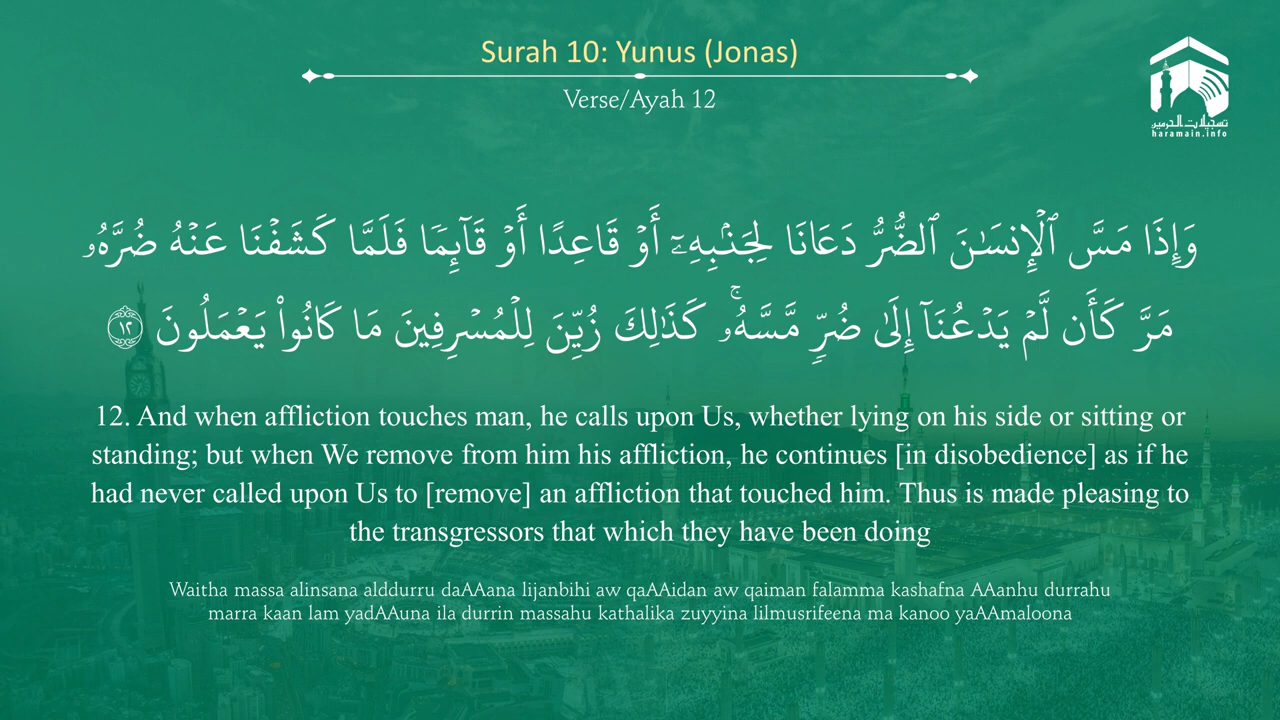 Surah 10: Yunus (Jonas)
Verse/Ayah 12
تسجيلات الحرمين
haramain.info
وَإِذَا مَسَّ ٱلْإِنسَـٰنَ ٱلضُّرُّ دَعَانَا لِجَنۢبِهِۦٓ أَوْ قَاعِدًا أَوْ قَآئِمًا فَلَمَّا كَشَفْنَا عَنْهُ ضُرَّهُۥ
مَرَّ كَأَن لَّمْ يَدْعُنَآ إِلَىٰ ضُرٍّ مَّسَّهُۥ ۚ كَذَٰلِكَ زُيِّنَ لِلْمُسْرِفِينَ مَا كَانُوا۟ يَعْمَلُونَ ١٢
12. And when affliction touches man, he calls upon Us, whether lying on his side or sitting or
standing; but when We remove from him his affliction, he continues [in disobedience] as if he
had never called upon Us to [remove] an affliction that touched him. Thus is made pleasing to
the transgressors that which they have been doing
Waitha massa alinsana alddurru daAAana lijanbihi aw qaAAidan aw qaiman falamma kashafna AAanhu durrahu
marra kaan lam yadAAuna ila durrin massahu kathalika zuyyina lilmusrifeena ma kanoo yaAAmaloona